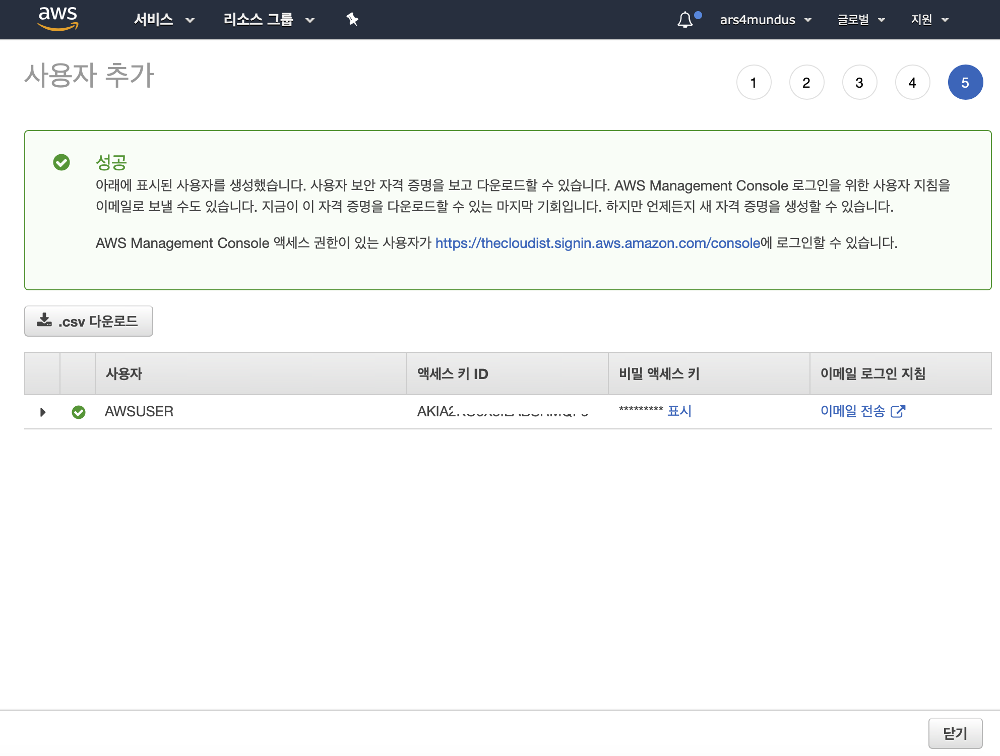 aws 서비스 리소스 그룹 ars4mundus 글로벌 지원
사용자 추가
1 2 3 4 5
성공
아래에 표시된 사용자를 생성했습니다. 사용자 보안 자격 증명을 보고 다운로드할 수 있습니다. AWS Management Console 로그인을 위한 사용자 지침을
이메일로 보낼 수도 있습니다. 지금이 이 자격 증명을 다운로드할 수 있는 마지막 기회입니다. 하지만 언제든지 새 자격 증명을 생성할 수 있습니다.
AWS Management Console 액세스 권한이 있는 사용자가 https://thecloudist.signin.aws.amazon.com/console에 로그인할 수 있습니다.
.csv 다운로드
사용자 액세스 키 ID 비밀 액세스 키 이메일 로그인 지침
AWSUSER ********* 표시 이메일 전송
닫기